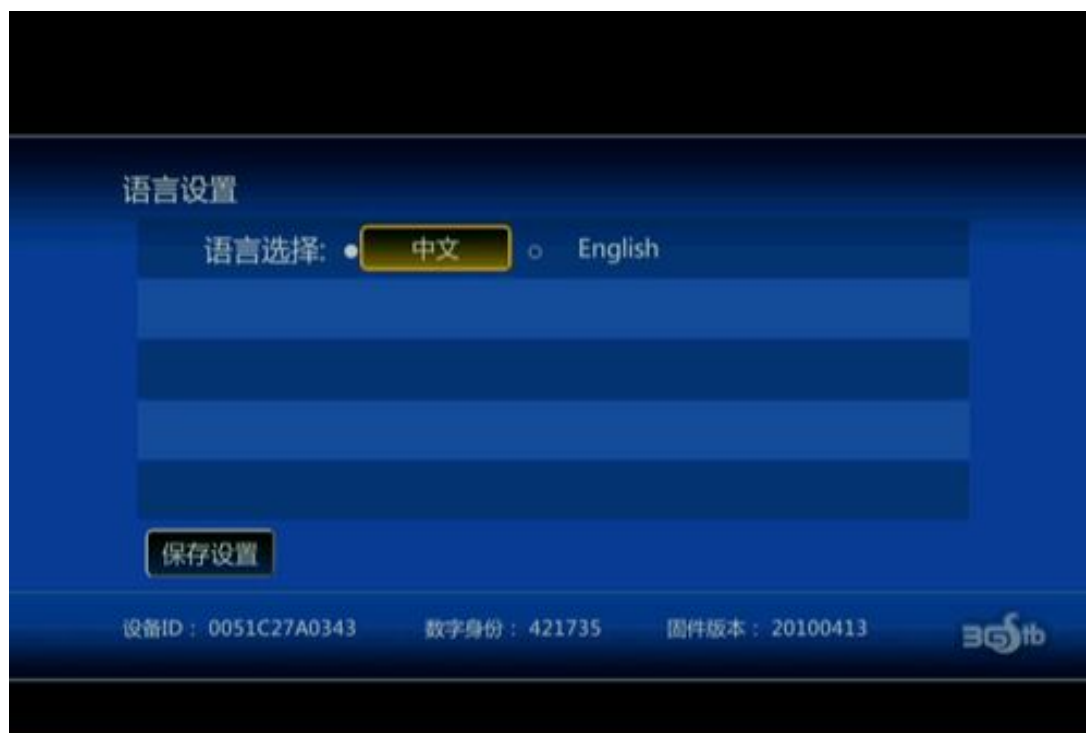 语言设置
语言选择: 中文 English
保存设置
设备ID : 0051C27A0343 数字身份 : 421735 固件版本 : 20100413
3GStb